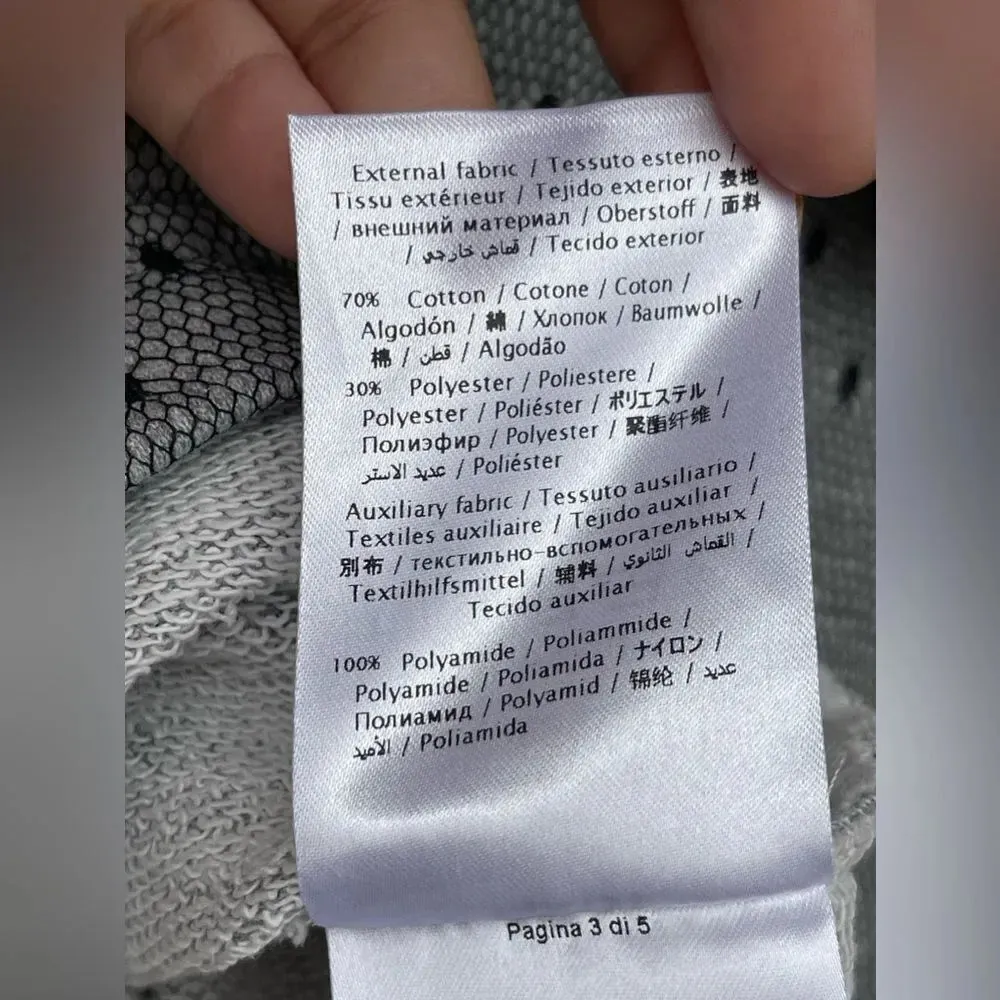 External fabric / Tessuto esterno /
Tissu extérieur / Tejido exterior / 表地
/ внешний материал / Oberstoff / 面料
/ قماش خارجي / Tecido exterior
70% Cotton / Cotone / Coton /
Algodón / 綿 / Хлопок / Baumwolle /
棉 / قطن / Algodão
30% Polyester / Poliestere /
Polyester / Poliéster / ポリエステル /
Полиэфир / Polyester / 聚酯纤维 /
عديد الاستر / Poliéster
Auxiliary fabric / Tessuto ausiliario /
Textiles auxiliaire / Tejido auxiliar /
別布 / текстильно-вспомогательных /
Textilhilfsmittel / 辅料 / القماش الثانوي /
Tecido auxiliar
100% Polyamide / Poliammide /
Polyamide / Poliamida / ナイロン /
Полиамид / Polyamid / 锦纶 / عديد
الأميد / Poliamida
Pagina 3 di 5